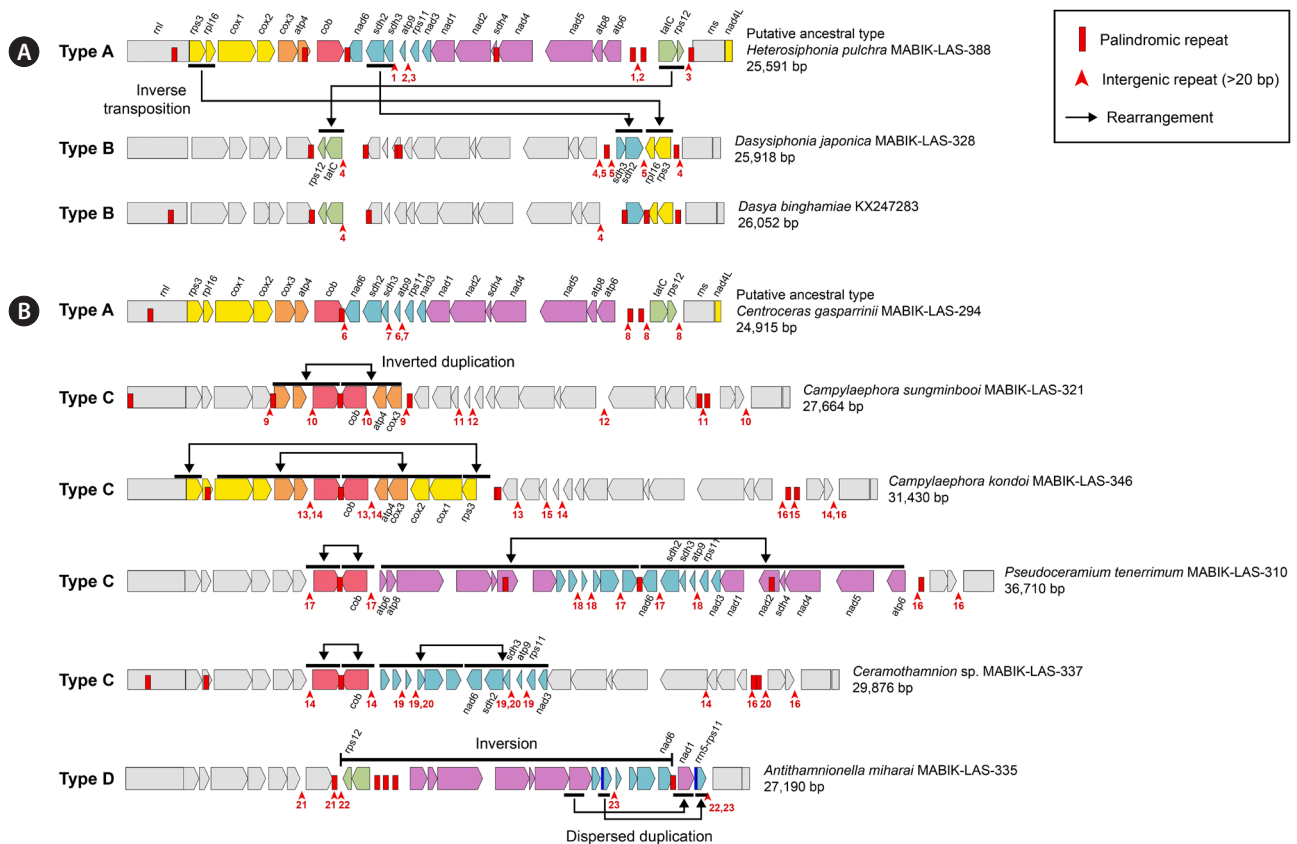 A
Type A
rnl
rps3
rpl16
cox1
cox2
cox3
atp4
cob
nad6
sdh2
sdh3
atp9
rps11
nad3
nad1
nad2
sdh4
nad4
nad5
atp8
atp6
tatC
rps12
rns
nad4L
1
2,3
1,2
3
Putative ancestral type
Heterosiphonia pulchra MABIK-LAS-388
25,591 bp
Palindromic repeat
Intergenic repeat (>20 bp)
Rearrangement
Inverse
transposition
Type B
rps12
tatC
4
4,5
5
sdh3
sdh2
5
rpl16
rps3
4
Dasysiphonia japonica MABIK-LAS-328
25,918 bp
Type B
4
4
Dasya binghamiae KX247283
26,052 bp
B
Type A
rnl
rps3
rpl16
cox1
cox2
cox3
atp4
cob
nad6
sdh2
sdh3
atp9
rps11
nad3
nad1
nad2
sdh4
nad4
nad5
atp8
atp6
tatC
rps12
rns
nad4L
6
7
6,7
8
8
8
Putative ancestral type
Centroceras gasparrinii MABIK-LAS-294
24,915 bp
Inverted duplication
Type C
9
10
cob
10
atp4
cox3
9
11
12
12
11
10
Campylaephora sungminbooi MABIK-LAS-321
27,664 bp
Type C
13,14
cob
13,14
atp4
cox3
cox2
cox1
rps3
13
15
14
16
15
14,16
Campylaephora kondoi MABIK-LAS-346
31,430 bp
Type C
sdh2
sdh3
atp9
rps11
17
cob
17
atp6
atp8
18
18
17
nad6
17
18
nad3
nad1
nad2
sdh4
nad4
nad5
atp6
16
16
Pseudoceramium tenerrimum MABIK-LAS-310
36,710 bp
Type C
sdh3
atp9
rps11
14
cob
14
19
19,20
nad6
sdh2
19,20
19
nad3
14
16
20
16
Ceramothamnion sp. MABIK-LAS-337
29,876 bp
Type D
rps12
Inversion
nad6
nad1
rrn5-rps11
21
21
22
23
22,23
Antithamnionella miharai MABIK-LAS-335
27,190 bp
Dispersed duplication